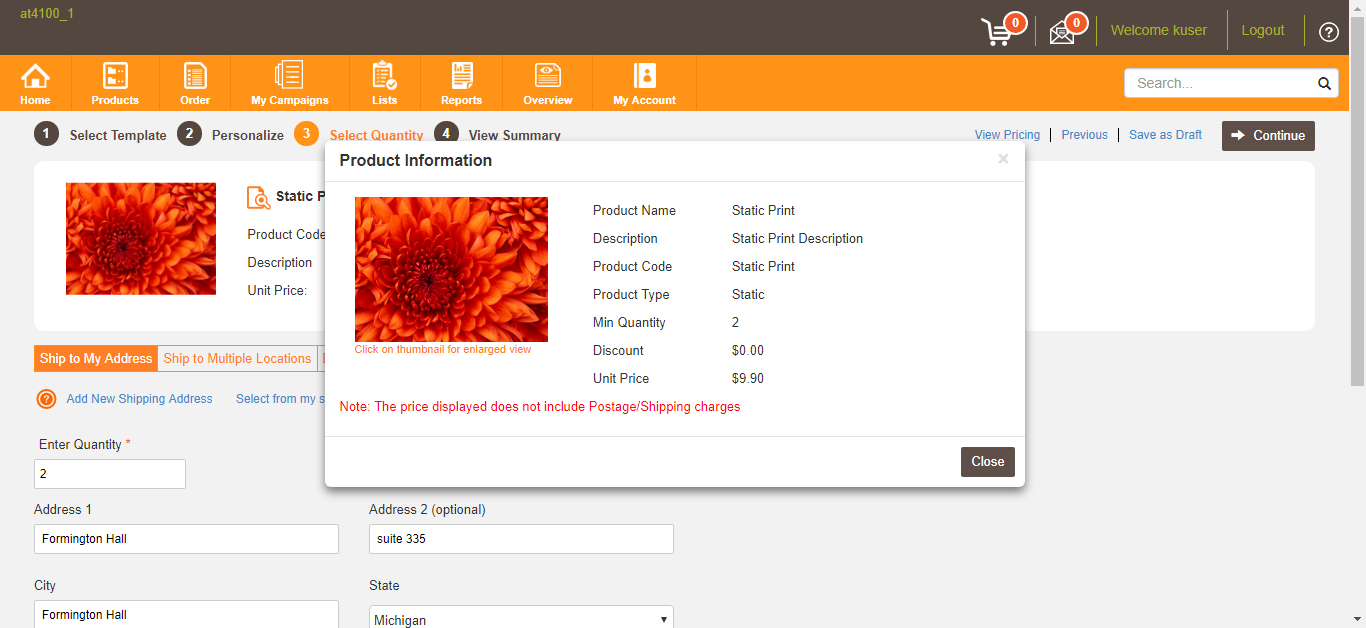 at4100_1
0
0
Welcome kuser
Logout
?
Home
Products
Order
My Campaigns
Lists
Reports
Overview
My Account
Search...
1 Select Template 2 Personalize 3 Select Quantity 4 View Summary
View Pricing Previous Save as Draft Continue
Product Information ×
Static P
Product Code
Description
Unit Price:
Click on thumbnail for enlarged view
Product Name Static Print
Description Static Print Description
Product Code Static Print
Product Type Static
Min Quantity 2
Discount $0.00
Unit Price $9.90
Note: The price displayed does not include Postage/Shipping charges
Close
Ship to My Address Ship to Multiple Locations
? Add New Shipping Address Select from my s
Enter Quantity *
2
Address 1 Address 2 (optional)
Formington Hall suite 335
City State
Formington Hall Michigan